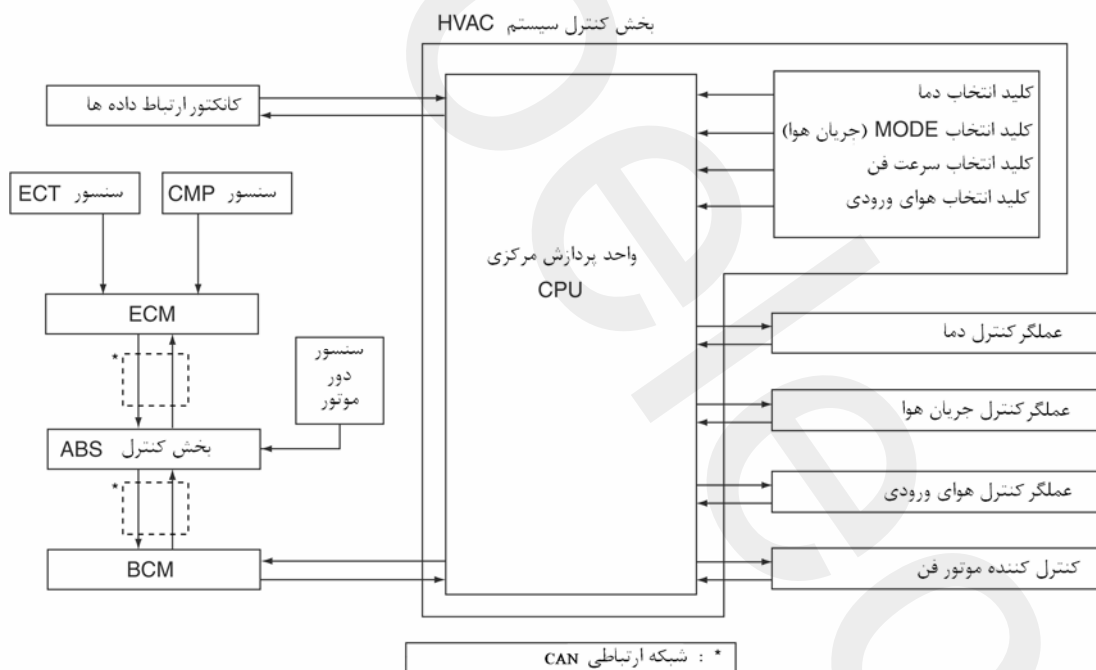 بخش کنترل سیستم HVAC
کانکتور ارتباط داده ها
کلید انتخاب دما
کلید انتخاب MODE (جریان هوا)
کلید انتخاب سرعت فن
کلید انتخاب هوای ورودی
سنسور ECT
سنسور CMP
واحد پردازش مرکزی
CPU
ECM
*
سنسور
دور
موتور
عملگر کنترل دما
عملگر کنترل جریان هوا
بخش کنترل ABS
*
عملگر کنترل هوای ورودی
BCM
کنترل کننده موتور فن
* : شبکه ارتباطی CAN